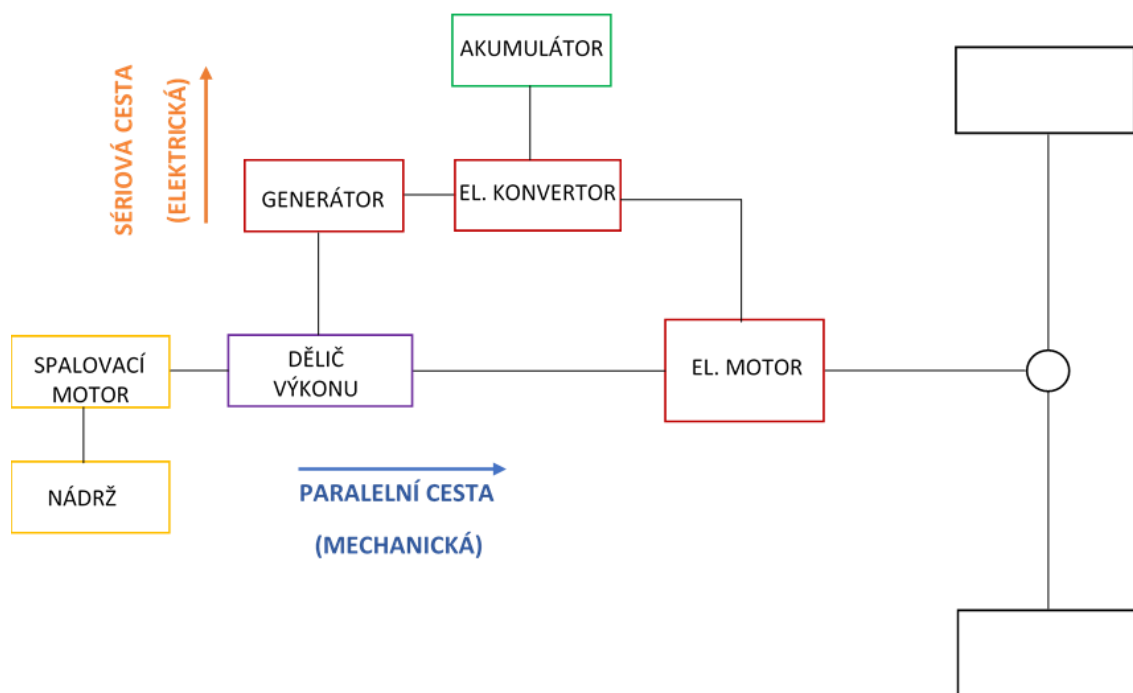 AKUMULÁTOR
SÉRIOVÁ CESTA
(ELEKTRICKÁ)
GENERÁTOR
EL. KONVERTOR
SPALOVACÍ
MOTOR
DĚLIČ
VÝKONU
EL. MOTOR
NÁDRŽ
PARALELNÍ CESTA
(MECHANICKÁ)